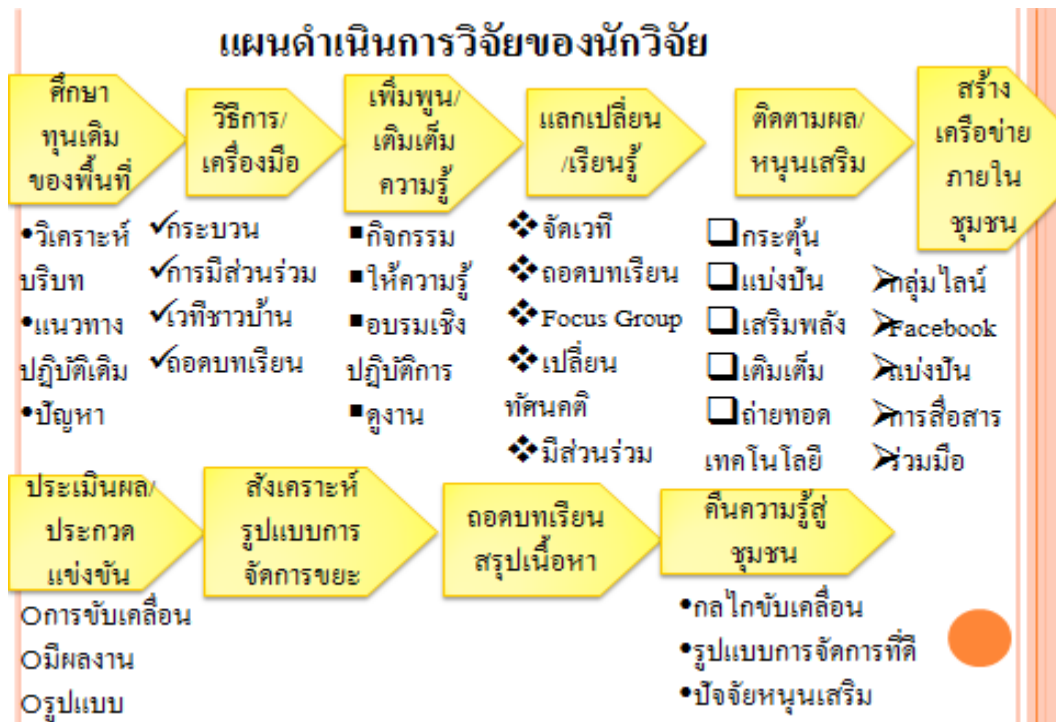 แผนดำเนินการวิจัยของนักวิจัย
ศึกษา
ทุนเดิม
ของพื้นที่
•วิเคราะห์
บริบท
•แนวทาง
ปฏิบัติเดิม
•ปัญหา
วิธีการ/
เครื่องมือ
✓กระบวน
✓การมีส่วนร่วม
✓เวทีชาวบ้าน
✓ถอดบทเรียน
เพิ่มพูน/
เติมเต็ม
ความรู้
▪กิจกรรม
▪ให้ความรู้
▪อบรมเชิง
ปฏิบัติการ
▪ดูงาน
แลกเปลี่ยน
/เรียนรู้
❖จัดเวที
❖ถอดบทเรียน
❖Focus Group
❖เปลี่ยน
ทัศนคติ
❖มีส่วนร่วม
ติดตามผล/
หนุนเสริม
❑กระตุ้น
❑แบ่งปัน
❑เสริมพลัง
❑เติมเต็ม
❑ถ่ายทอด
เทคโนโลยี
สร้าง
เครือข่าย
ภายใน
ชุมชน
➢กลุ่มไลน์
➢Facebook
➢แบ่งปัน
➢การสื่อสาร
➢ร่วมมือ
ประเมินผล/
ประกวด
แข่งขัน
○การขับเคลื่อน
○มีผลงาน
○รูปแบบ
สังเคราะห์
รูปแบบการ
จัดการขยะ
ถอดบทเรียน
สรุปเนื้อหา
คืนความรู้สู่
ชุมชน
•กลไกขับเคลื่อน
•รูปแบบการจัดการที่ดี
•ปัจจัยหนุนเสริม